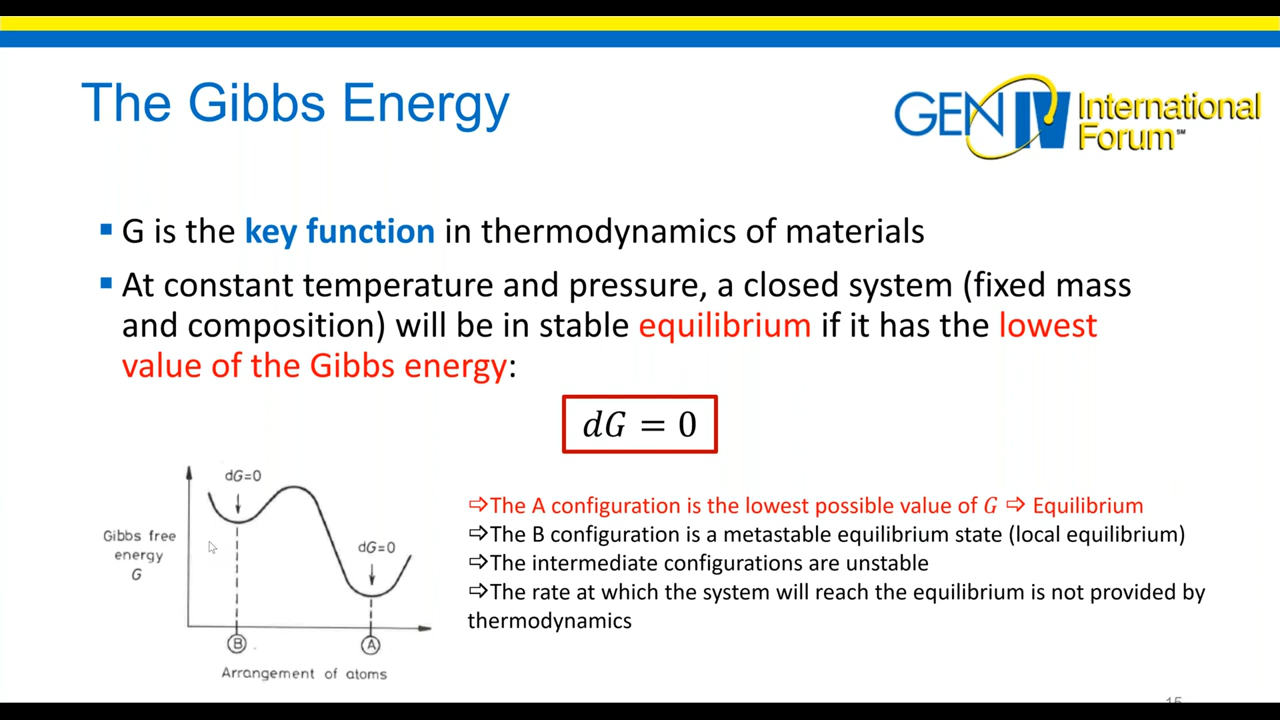 The Gibbs Energy
GEN IV International
Forum℠
▪ G is the key function in thermodynamics of materials
▪ At constant temperature and pressure, a closed system (fixed mass
and composition) will be in stable equilibrium if it has the lowest
value of the Gibbs energy:
dG = 0
dG=0
dG=0
Gibbs free
energy
G
B
A
Arrangement of atoms
⇨The A configuration is the lowest possible value of G ⇨ Equilibrium
⇨The B configuration is a metastable equilibrium state (local equilibrium)
⇨The intermediate configurations are unstable
⇨The rate at which the system will reach the equilibrium is not provided by
thermodynamics